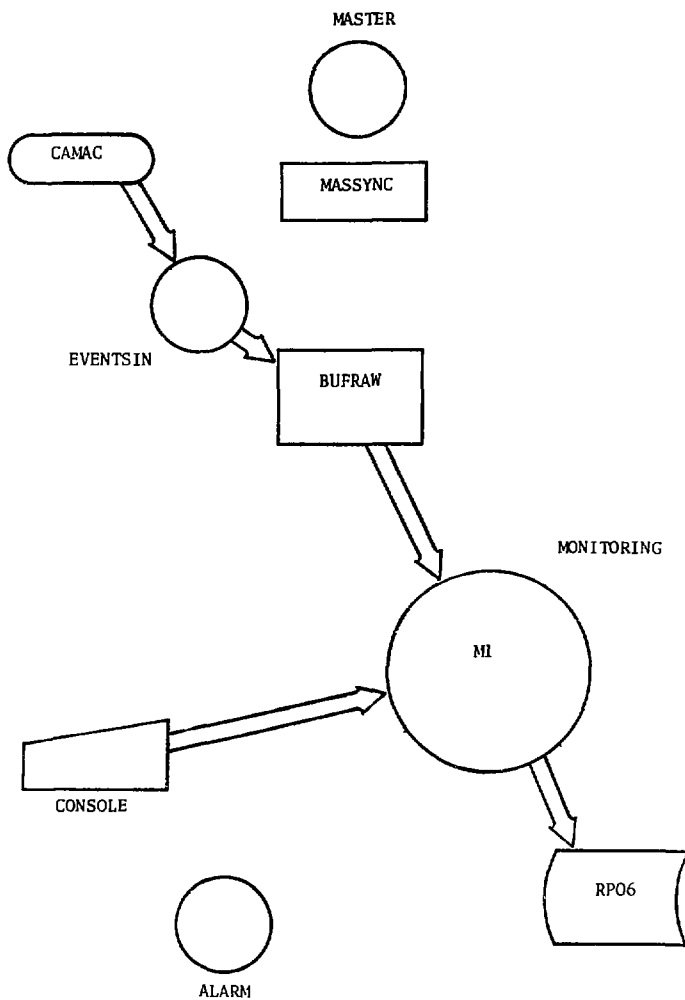 MASTER
CAMAC
MASSYNC
EVENTSIN
BUFRAW
MONITORING
M1
CONSOLE
RP06
ALARM